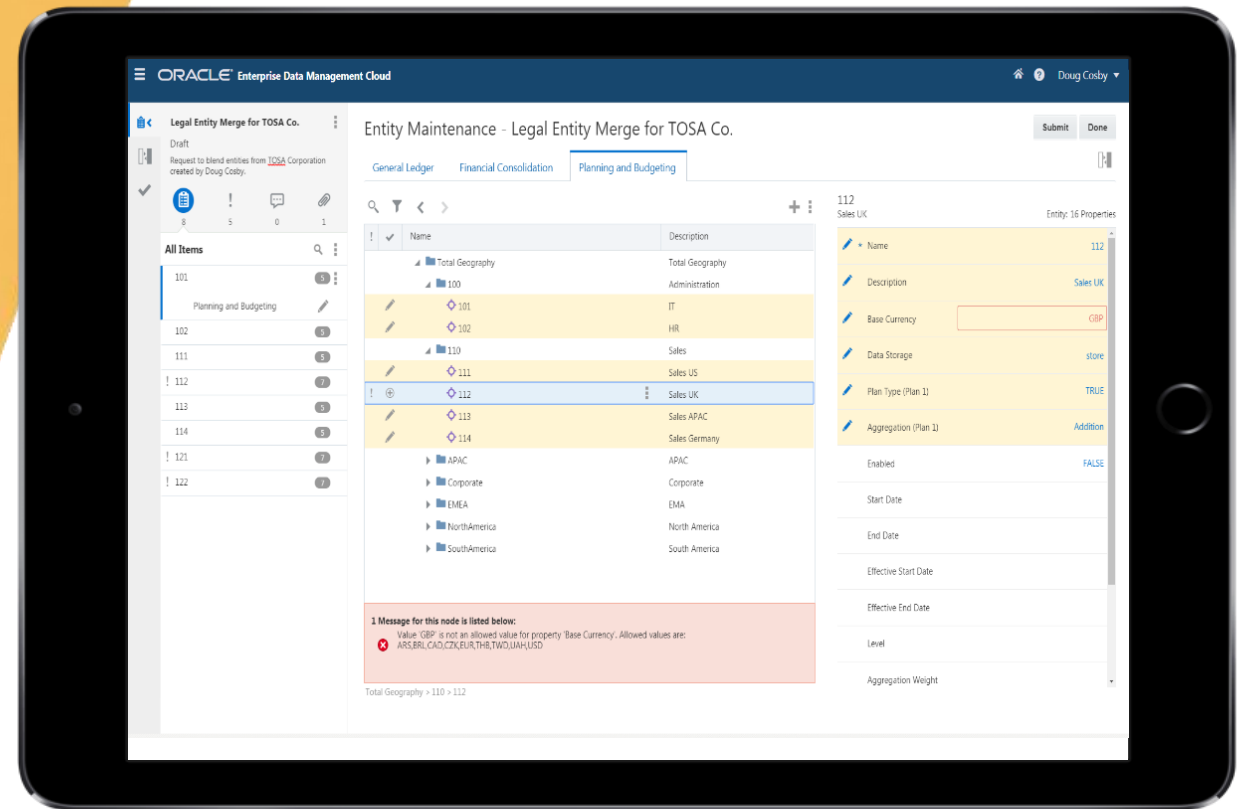 ORACLE® Enterprise Data Management Cloud
Doug Cosby
Legal Entity Merge for TOSA Co.
Draft
Request to blend entities from TOSA Corporation
created by Doug Cosby.
8 5 0 1
All Items
101 5
Planning and Budgeting
102 5
111 5
! 112 7
113 5
114 5
! 121 7
! 122 7
Entity Maintenance - Legal Entity Merge for TOSA Co.
Submit Done
General Ledger Financial Consolidation Planning and Budgeting
! Name Description
Total Geography Total Geography
100 Administration
101 IT
102 HR
110 Sales
111 Sales US
! 112 Sales UK
113 Sales APAC
114 Sales Germany
APAC APAC
Corporate Corporate
EMEA EMA
NorthAmerica North America
SouthAmerica South America
1 Message for this node is listed below:
Value 'GBP' is not an allowed value for property 'Base Currency'. Allowed values are:
ARS,BRL,CAD,CZK,EUR,THB,TWD,UAH,USD
Total Geography > 110 > 112
112
Sales UK Entity: 16 Properties
* Name 112
Description Sales UK
Base Currency GBP
Data Storage store
Plan Type (Plan 1) TRUE
Aggregation (Plan 1) Addition
Enabled FALSE
Start Date
End Date
Effective Start Date
Effective End Date
Level
Aggregation Weight